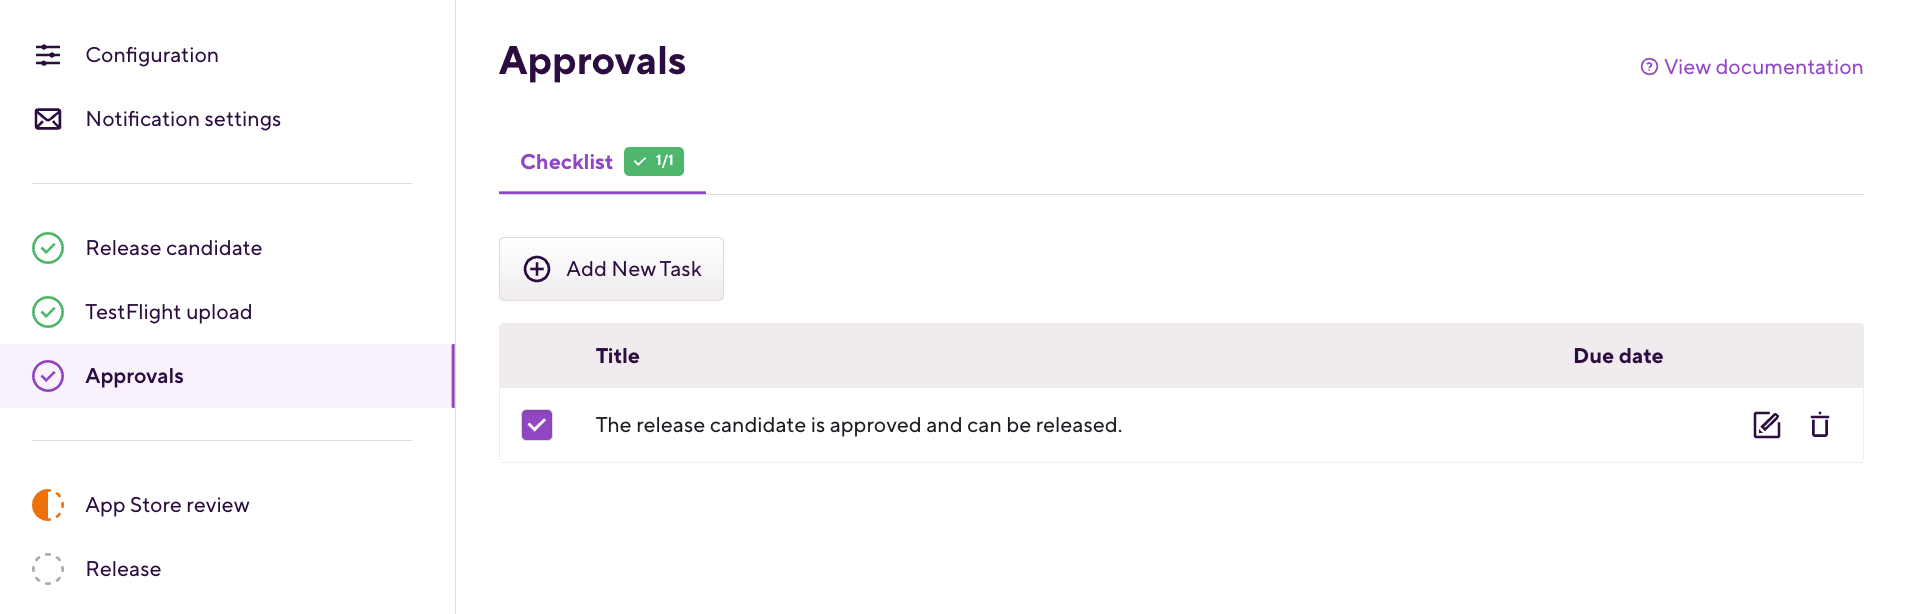 Configuration
Notification settings
Release candidate
TestFlight upload
Approvals
App Store review
Release
Approvals
View documentation
Checklist 1/1
Add New Task
Title Due date
The release candidate is approved and can be released.